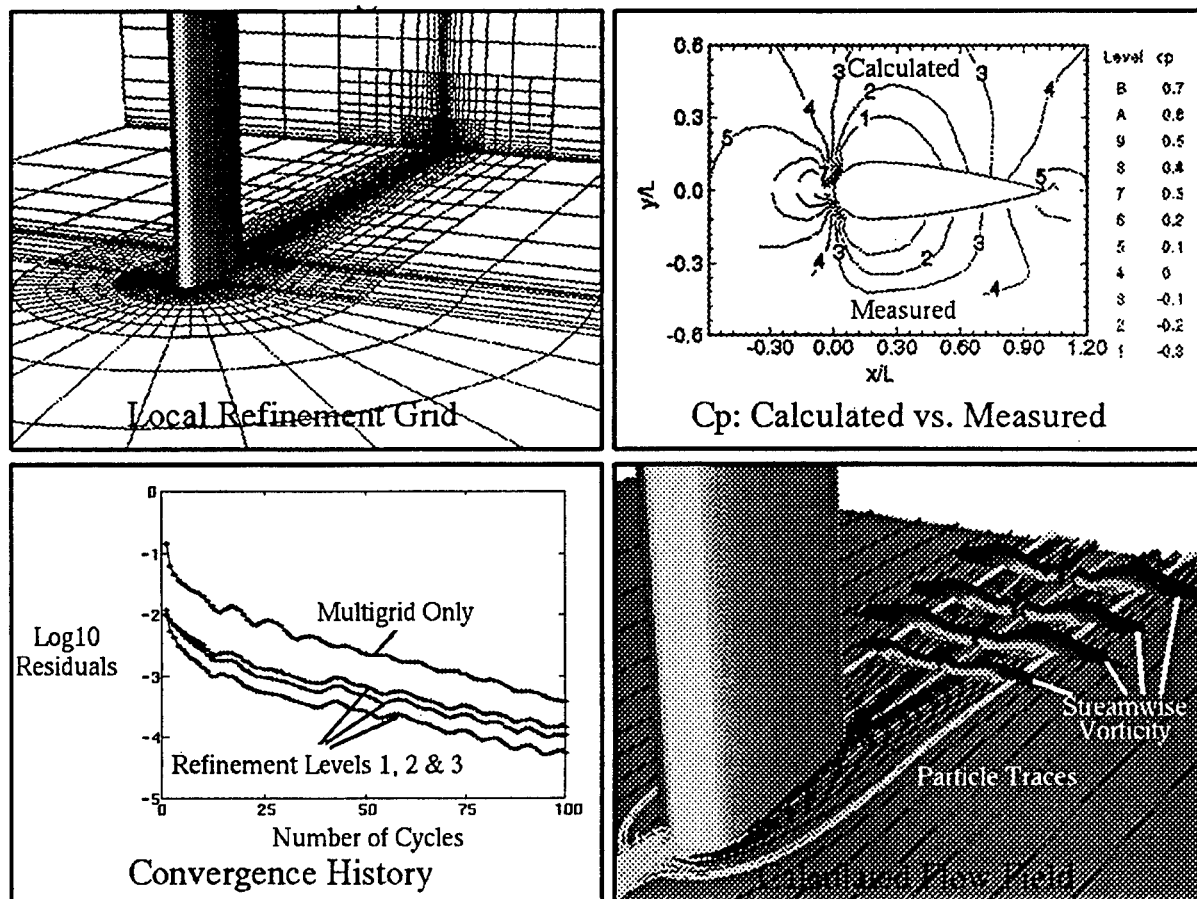 Local Refinement Grid
0.6
0.3
0.0
-0.3
-0.6
y/L
-0.30 0.00 0.30 0.60 0.90 1.20
x/L
Calculated
Measured
4
3
3
4
2
1
5
5
3
2
3
4
4
Level cp
B 0.7
A 0.6
9 0.5
8 0.4
7 0.3
6 0.2
5 0.1
4 0
3 -0.1
2 -0.2
1 -0.3
Cp: Calculated vs. Measured
0
-1
-2
-3
-4
-5
Log10
Residuals
Multigrid Only
Refinement Levels 1, 2 & 3
0 25 50 75 100
Number of Cycles
Convergence History
Streamwise
Vorticity
Particle Traces
Calculated Flow Field